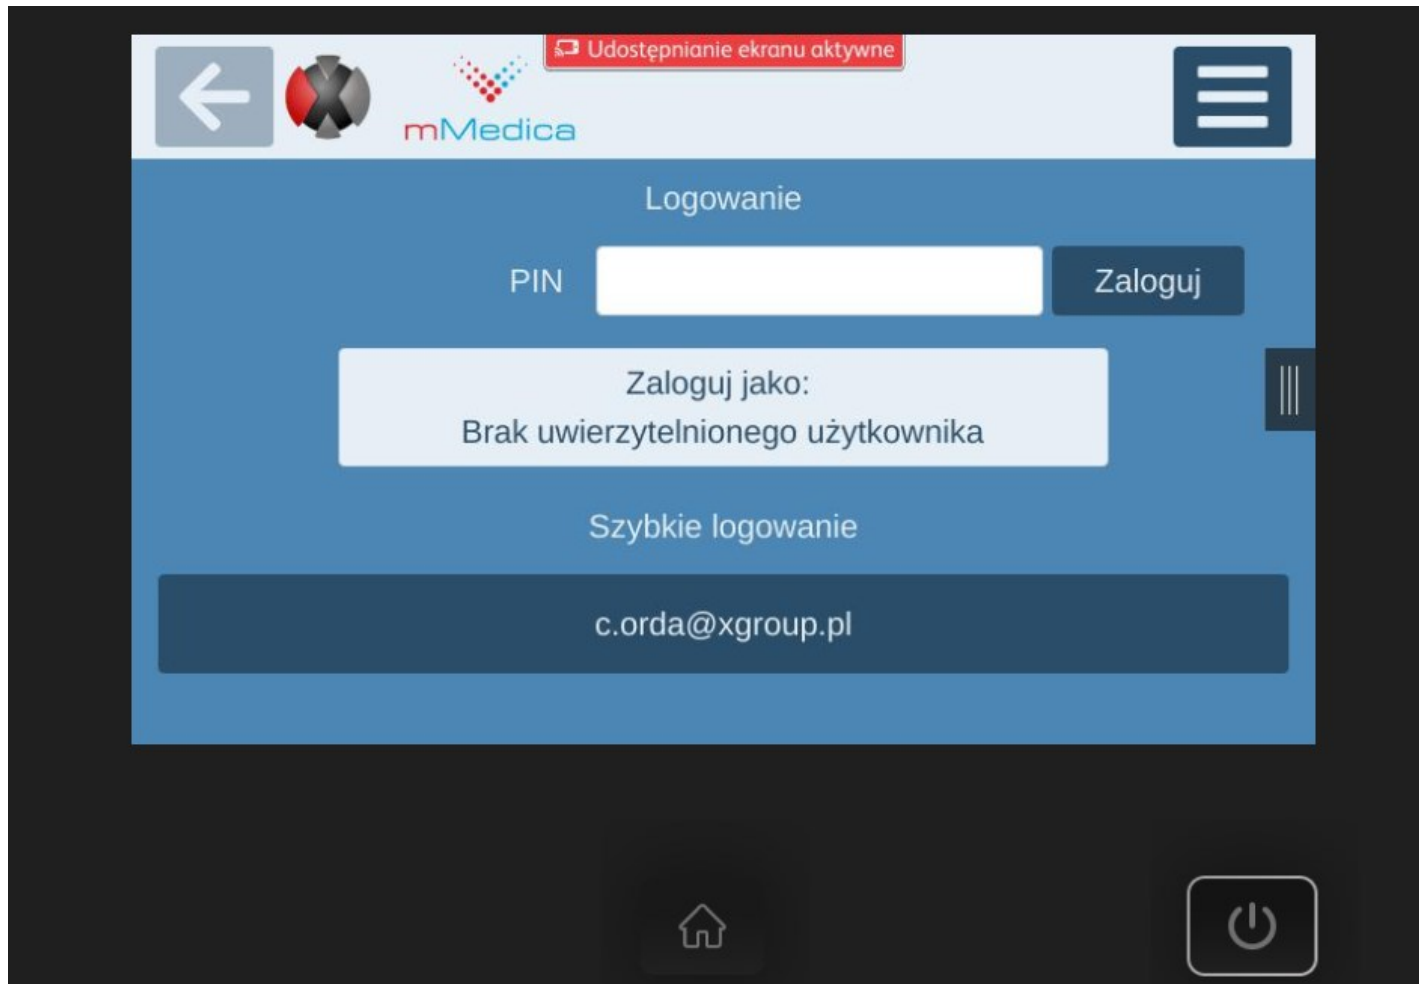 Udostępnianie ekranu aktywne
mMedica
Logowanie
PIN
Zaloguj
Zaloguj jako:
Brak uwierzytelnionego użytkownika
Szybkie logowanie
c.orda@xgroup.pl